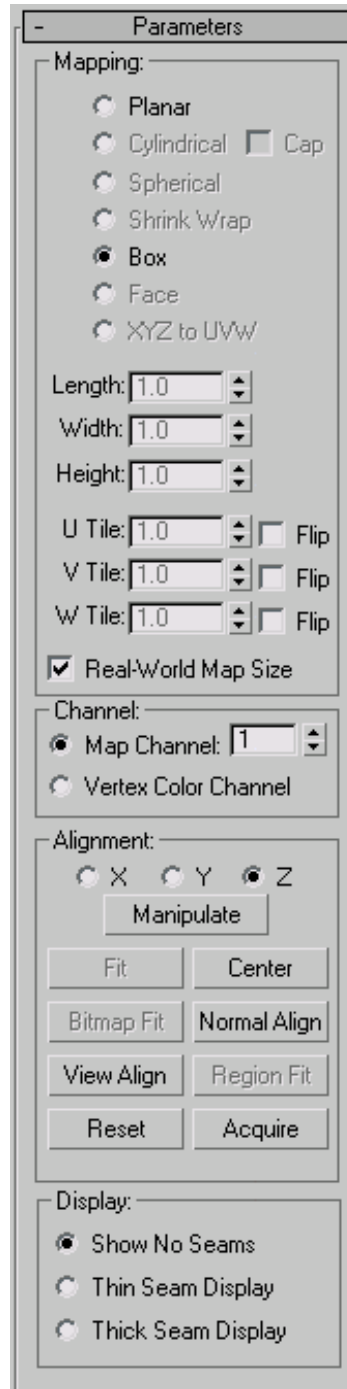 - Parameters
Mapping:
Planar
Cylindrical Cap
Spherical
Shrink Wrap
Box
Face
XYZ to UVW
Length: 1.0
Width: 1.0
Height: 1.0
U Tile: 1.0 Flip
V Tile: 1.0 Flip
W Tile: 1.0 Flip
Real-World Map Size
Channel:
Map Channel: 1
Vertex Color Channel
Alignment:
X Y Z
Manipulate
Fit Center
Bitmap Fit Normal Align
View Align Region Fit
Reset Acquire
Display:
Show No Seams
Thin Seam Display
Thick Seam Display